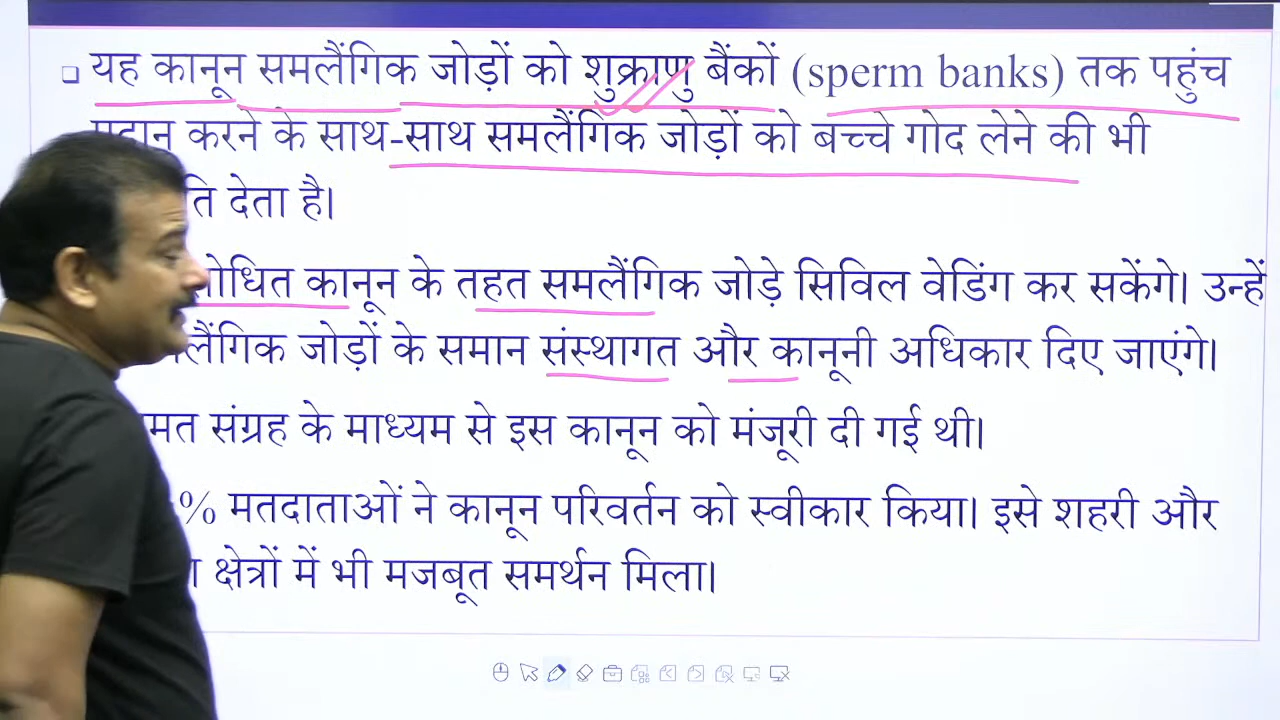 यह कानून समलैंगिक जोड़ों को शुक्राणु बैंकों (sperm banks) तक पहुंच
करने के साथ-साथ समलैंगिक जोड़ों को बच्चे गोद लेने की भी
देता है।
कानून के तहत समलैंगिक जोड़े सिविल वेडिंग कर सकेंगे। उन्हें
जोड़ों के समान संस्थागत और कानूनी अधिकार दिए जाएंगे।
संग्रह के माध्यम से इस कानून को मंजूरी दी गई थी।
% मतदाताओं ने कानून परिवर्तन को स्वीकार किया। इसे शहरी और
क्षेत्रों में भी मजबूत समर्थन मिला।